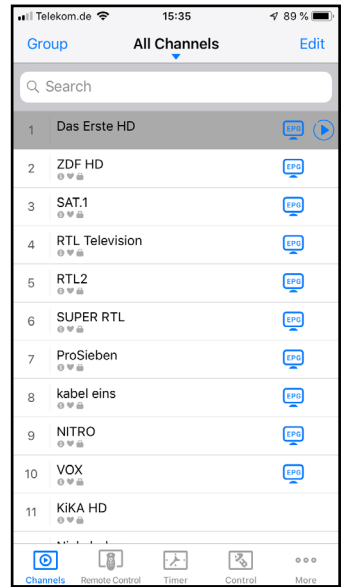 Telekom.de 15:35 89 %
Group All Channels Edit
Search
1 Das Erste HD EPG
2 ZDF HD EPG
3 SAT.1 EPG
4 RTL Television EPG
5 RTL2 EPG
6 SUPER RTL EPG
7 ProSieben EPG
8 kabel eins EPG
9 NITRO EPG
10 VOX EPG
11 KiKA HD
Channels Remote Control Timer Control More